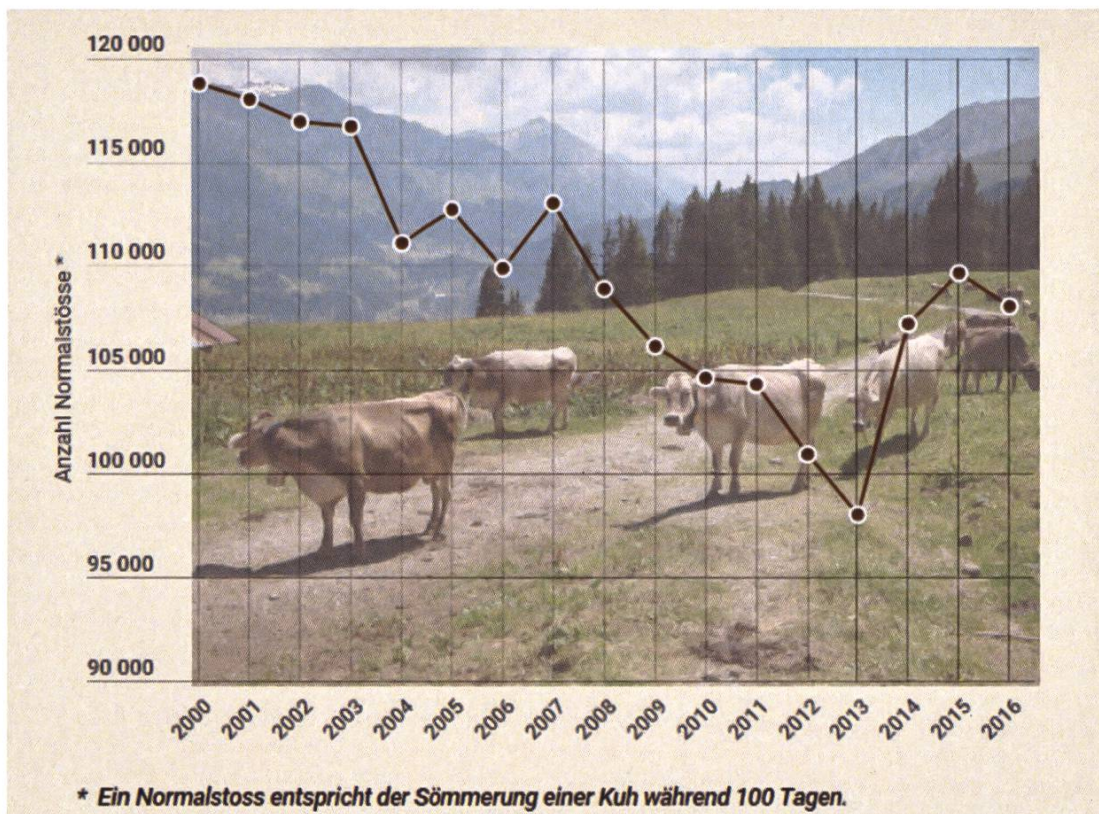 120 000
115 000
110 000
105 000
100 000
95 000
90 000
Anzahl Normalstösse *
2000 2001 2002 2003 2004 2005 2006 2007 2008 2009 2010 2011 2012 2013 2014 2015 2016
* Ein Normalstoss entspricht der Sömmerung einer Kuh während 100 Tagen.